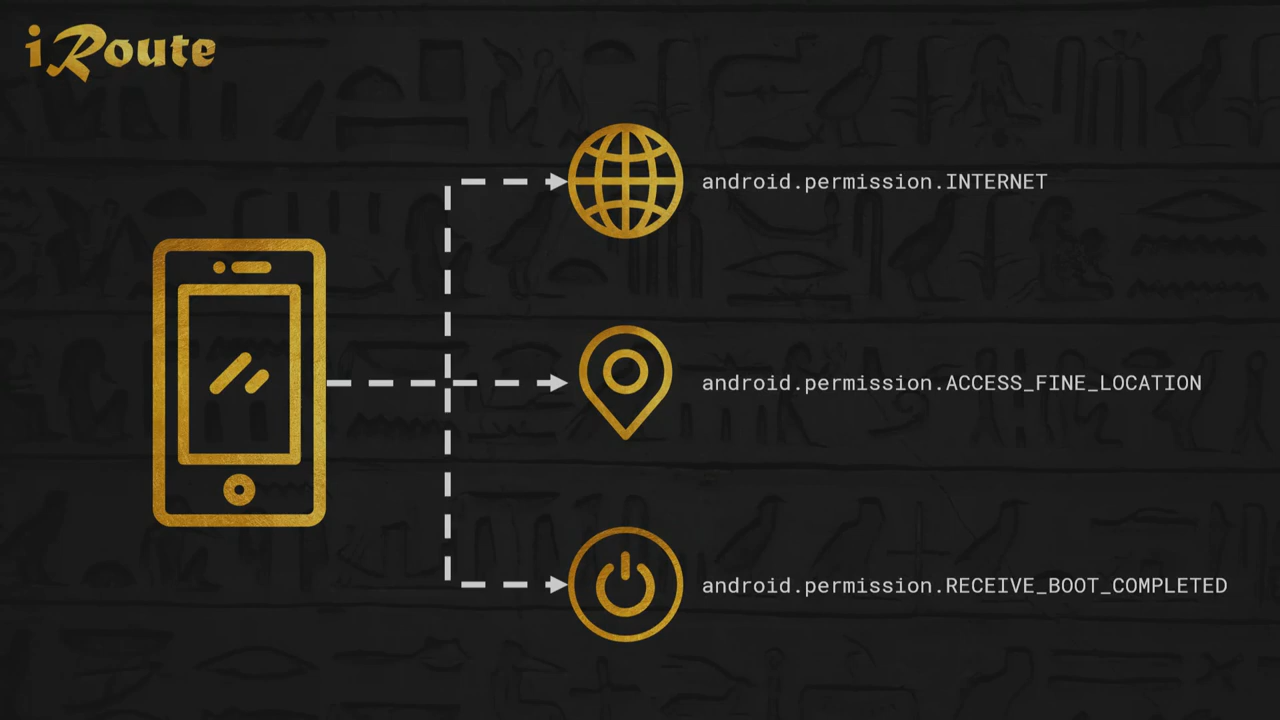 iRoute
android.permission.INTERNET
android.permission.ACCESS_FINE_LOCATION
android.permission.RECEIVE_BOOT_COMPLETED